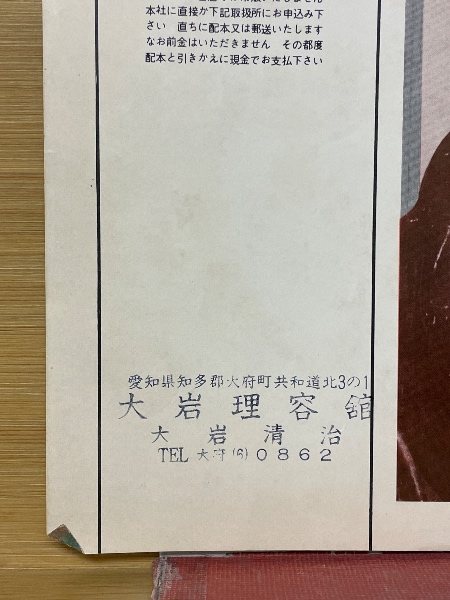 本社に直接か下記取扱所にお申込み下
さい 直ちに配本又は郵送いたします
なお前金はいただきません その都度
配本と引きかえに現金でお支払下さい
愛知県知多郡大府町共和道北3の1
大岩理容舘
大岩清治
TEL 大府(6)0862